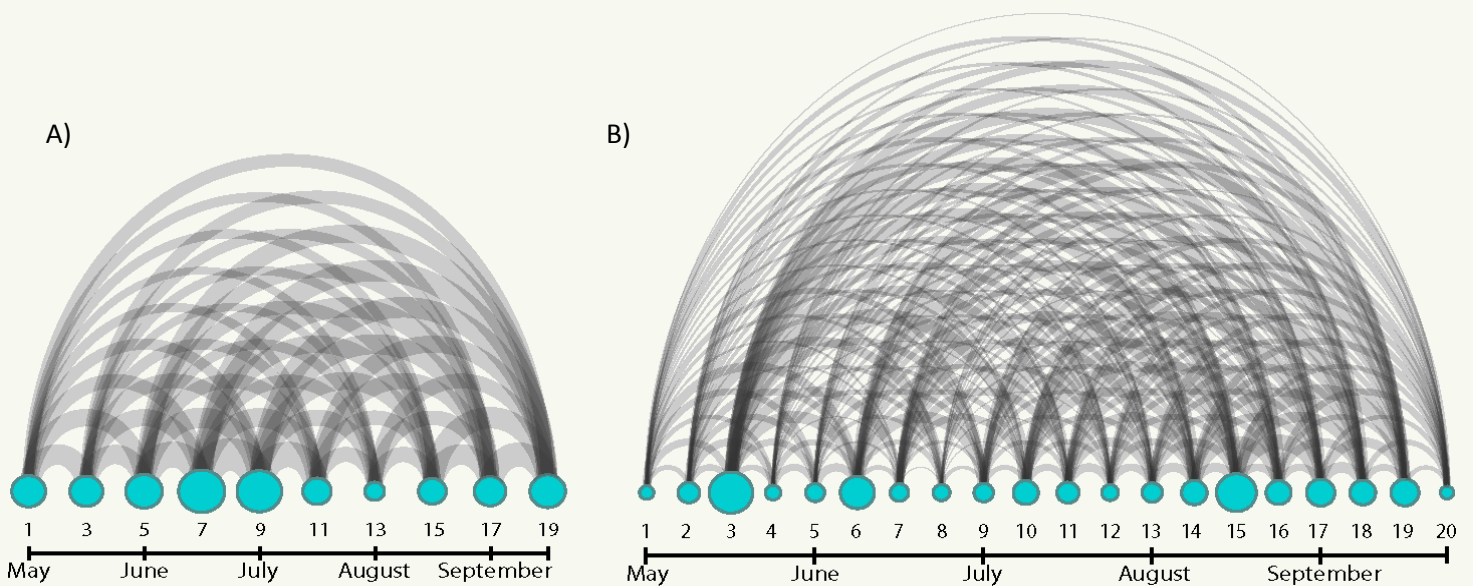 A)
B)
1 3 5 7 9 11 13 15 17 19
May June July August September
1 2 3 4 5 6 7 8 9 10 11 12 13 14 15 16 17 18 19 20
May June July August September